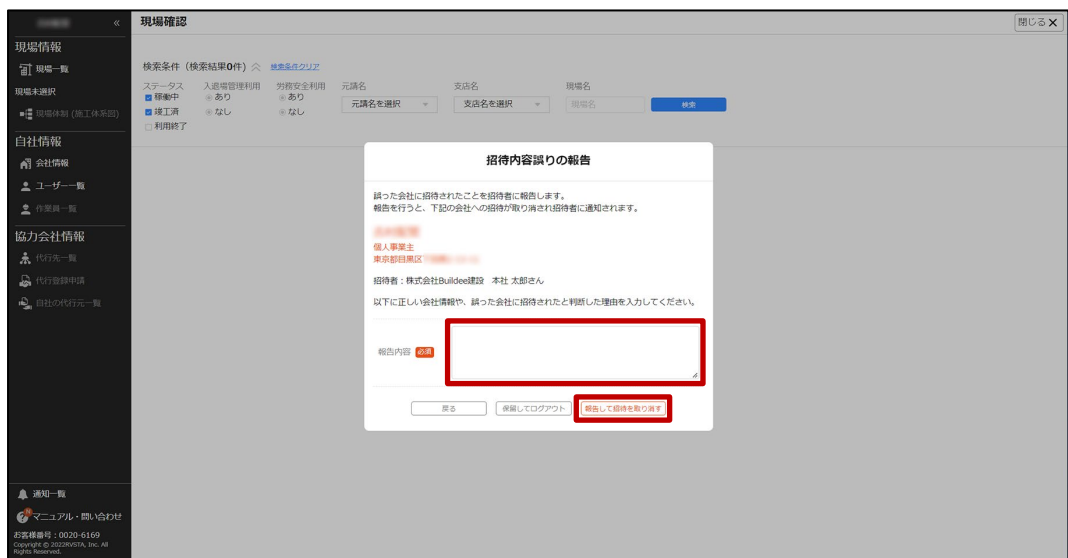 «
現場情報
現場一覧
現場未選択
現場体制 (施工体系図)
自社情報
会社情報
ユーザー一覧
作業員一覧
協力会社情報
代行先一覧
代行登録申請
自社の代行元一覧
通知一覧
N
マニュアル・問い合わせ
お客様番号：0020-6169
Copyright © 2022RVSTA, Inc. All
Rights Reserved.
現場確認
閉じる ✕
検索条件（検索結果0件） 検索条件クリア
ステータス 入退場管理利用 労務安全利用 元請名 支店名 現場名
稼働中 あり あり 元請名を選択 支店名を選択 現場名 検索
竣工済 なし なし
利用終了
招待内容誤りの報告
誤った会社に招待されたことを招待者に報告します。
報告を行うと、下記の会社への招待が取り消され招待者に通知されます。
個人事業主
東京都目黒区
招待者：株式会社Buildee建設　本社 太郎さん
以下に正しい会社情報や、誤った会社に招待されたと判断した理由を入力してください。
報告内容 必須
戻る 保留してログアウト 報告して招待を取り消す